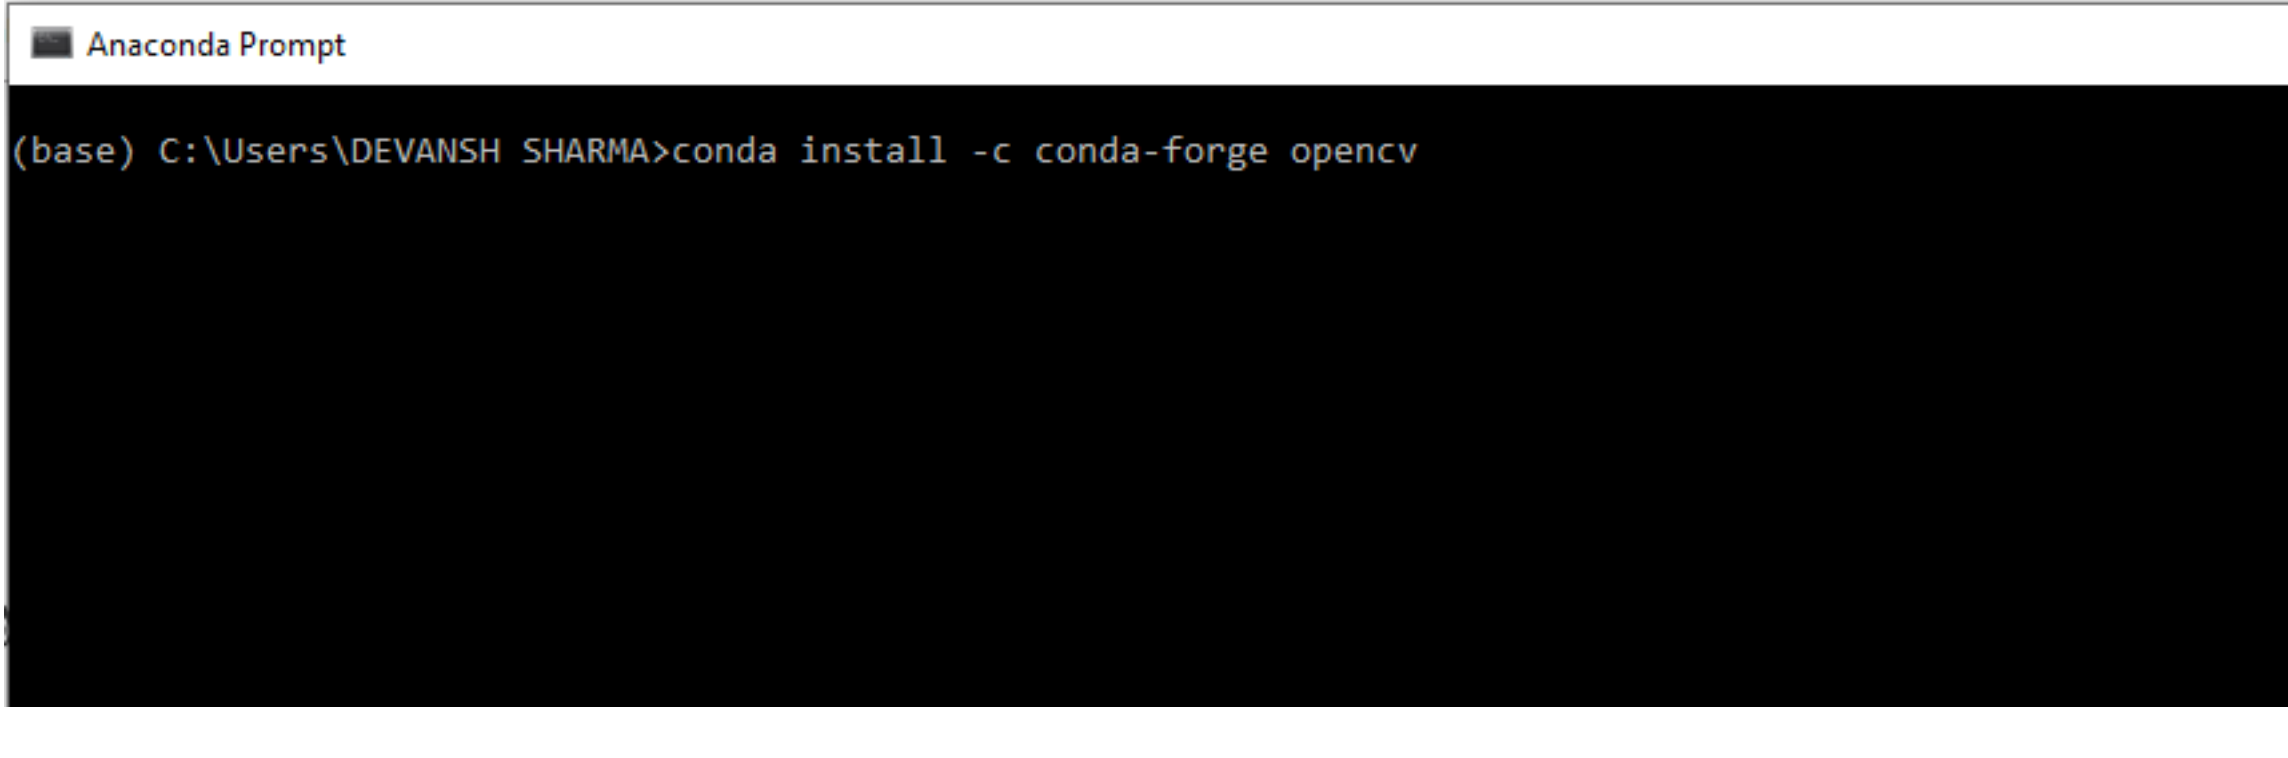 Anaconda Prompt
(base) C:\Users\DEVANSH SHARMA>conda install -c conda-forge opencv